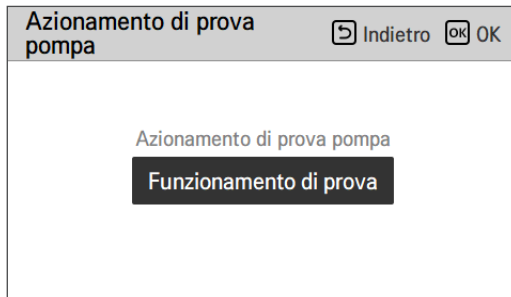 Azionamento di prova
pompa
Indietro OK OK
Azionamento di prova pompa
Funzionamento di prova